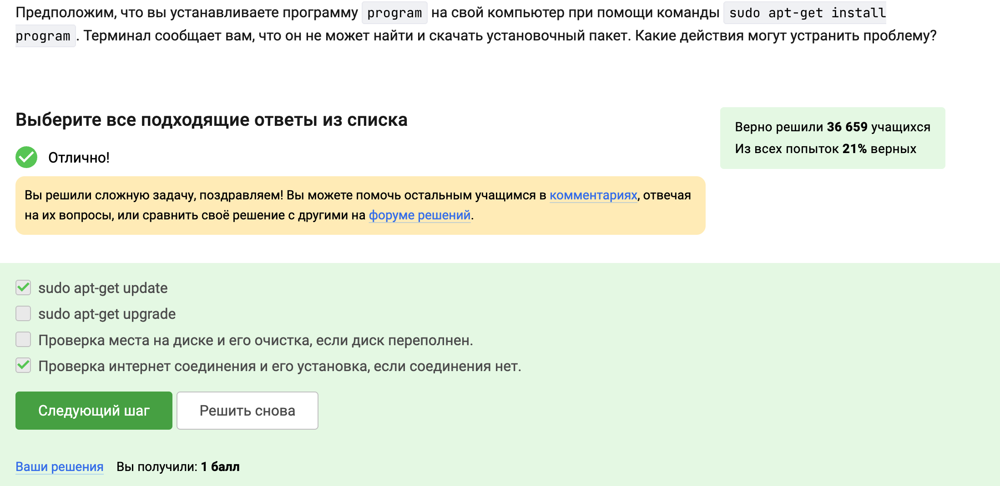 Предположим, что вы устанавливаете программу program на свой компьютер при помощи команды sudo apt-get install
program. Терминал сообщает вам, что он не может найти и скачать установочный пакет. Какие действия могут устранить проблему?
Выберите все подходящие ответы из списка
Верно решили 36 659 учащихся
Из всех попыток 21% верных
Отлично!
Вы решили сложную задачу, поздравляем! Вы можете помочь остальным учащимся в комментариях, отвечая
на их вопросы, или сравнить своё решение с другими на форуме решений.
sudo apt-get update
sudo apt-get upgrade
Проверка места на диске и его очистка, если диск переполнен.
Проверка интернет соединения и его установка, если соединения нет.
Следующий шаг Решить снова
Ваши решения Вы получили: 1 балл